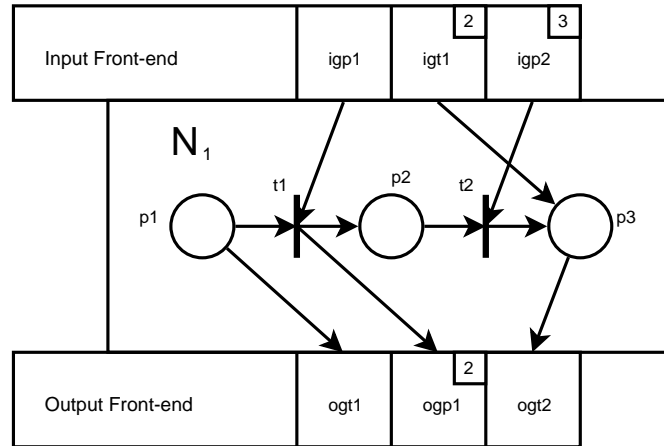 2 3
Input Front-end igp1 igt1 igp2
N1
p1 t1 p2 t2 p3
2
Output Front-end ogt1 ogp1 ogt2